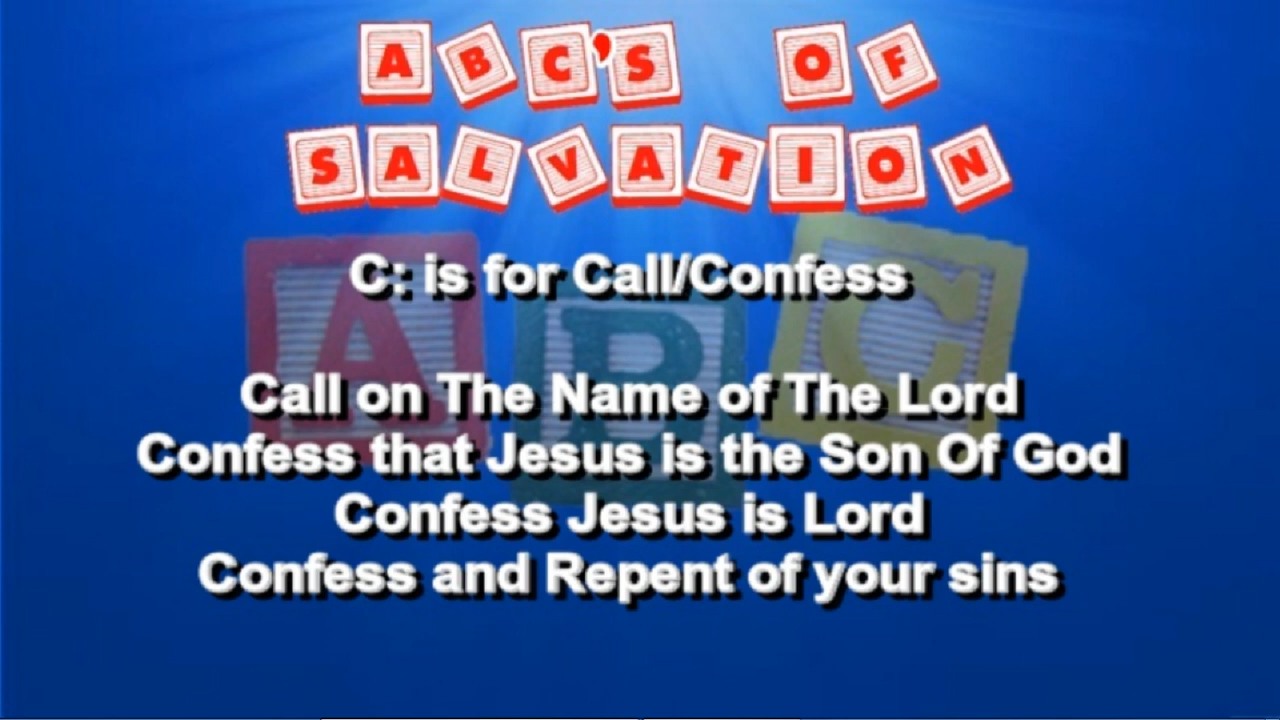 ABC'S OF
SALVATION
C: is for Call/Confess
A B C
Call on The Name of The Lord
Confess that Jesus is the Son Of God
Confess Jesus is Lord
Confess and Repent of your sins